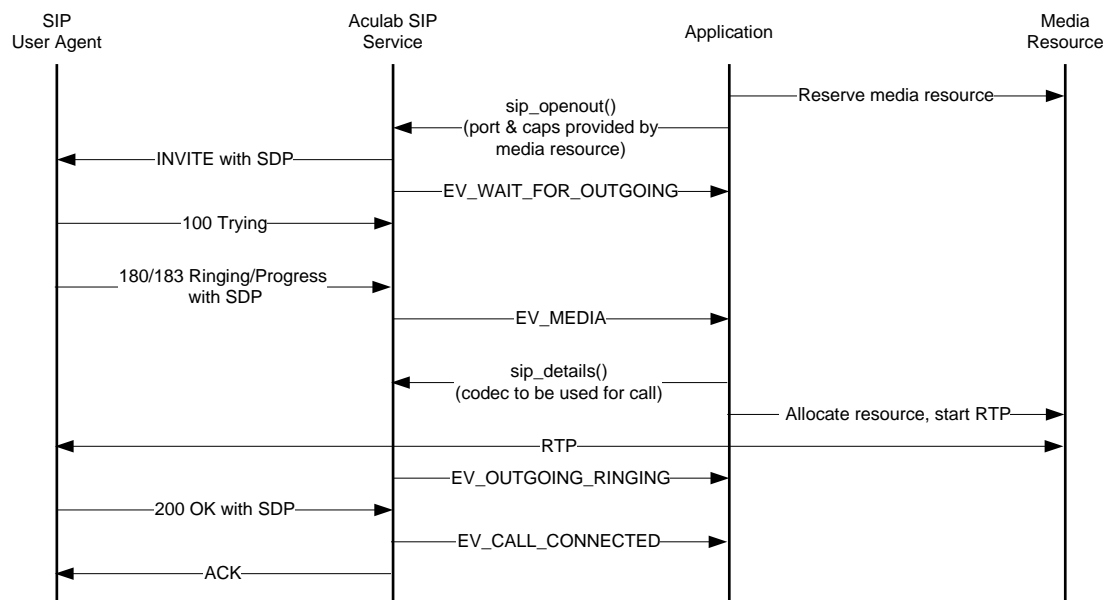 SIP
User Agent
Aculab SIP
Service
Application
Media
Resource
Reserve media resource
sip_openout()
(port & caps provided by
media resource)
INVITE with SDP
EV_WAIT_FOR_OUTGOING
100 Trying
180/183 Ringing/Progress
with SDP
EV_MEDIA
sip_details()
(codec to be used for call)
Allocate resource, start RTP
RTP
EV_OUTGOING_RINGING
200 OK with SDP
EV_CALL_CONNECTED
ACK